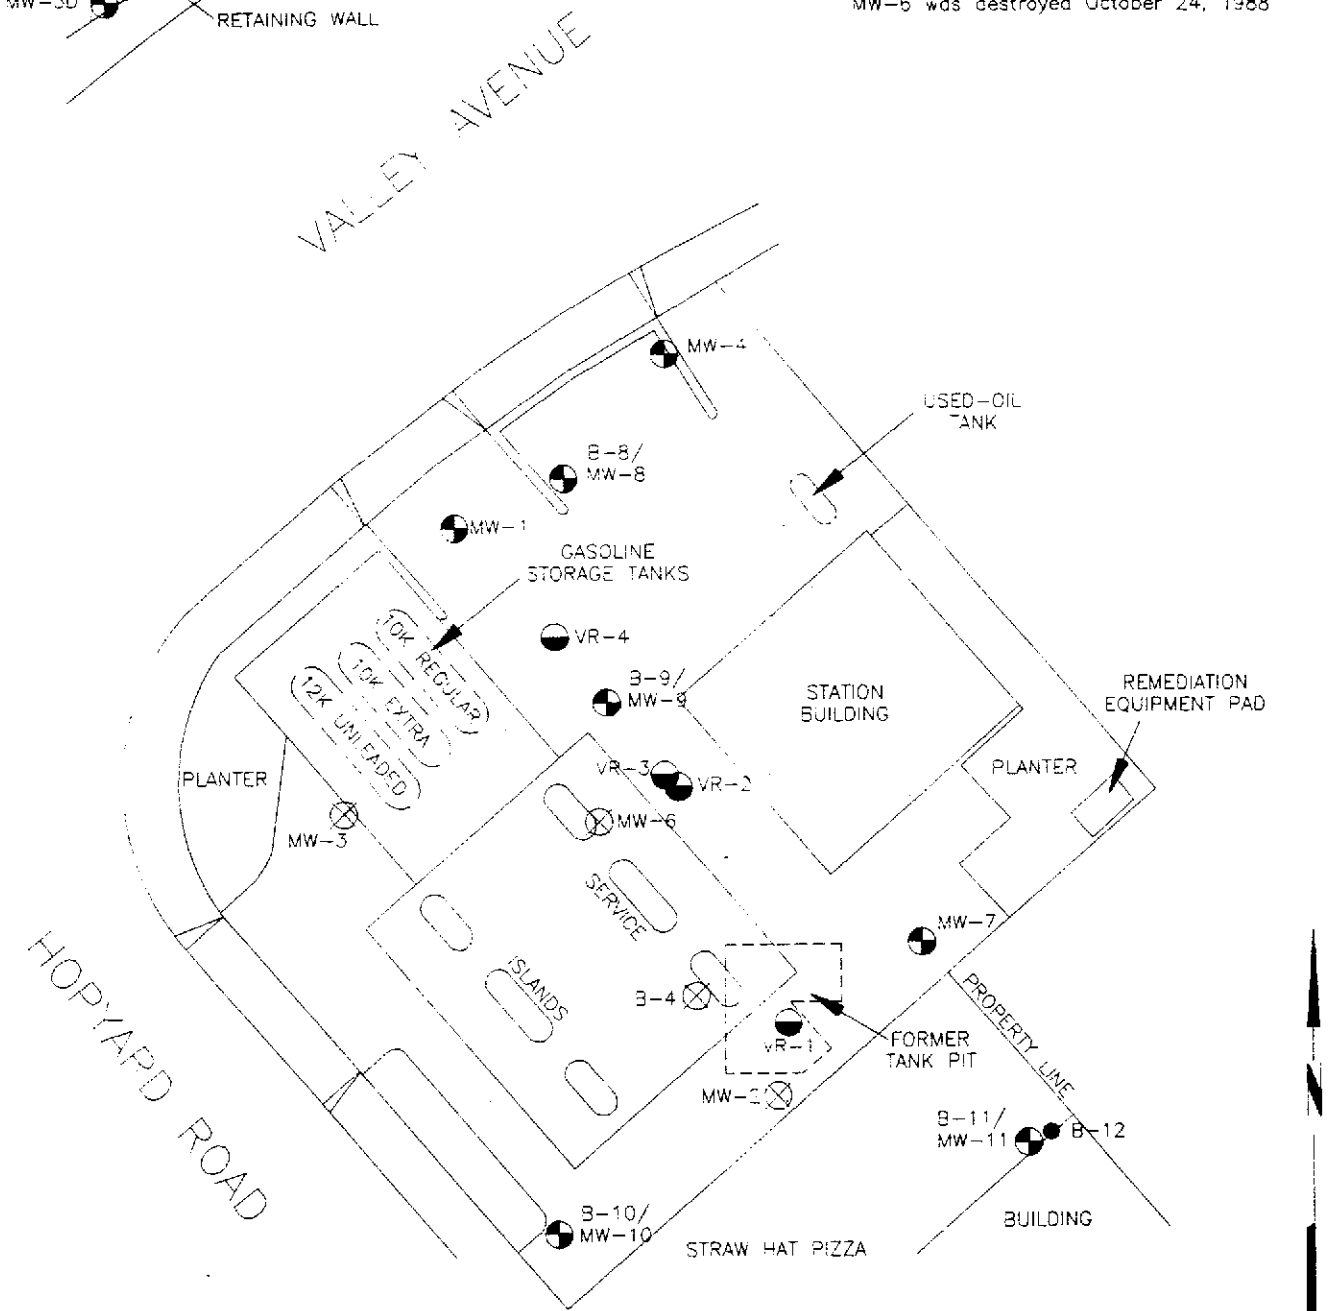 RETAINING WALL
MW-6 was destroyed October 24, 1988
VALLEY AVENUE
MW-4
USED-OIL
TANK
B-8/
MW-8
MW-1
GASOLINE
STORAGE TANKS
VR-4
10K REGULAR
10K EXTRA
12K UNLEADED
B-9/
MW-9
STATION
BUILDING
REMEDIATION
EQUIPMENT PAD
PLANTER
VR-3
VR-2
PLANTER
MW-6
MW-3
SERVICE
ISLANDS
MW-7
B-4
PROPERTY LINE
VR-1
FORMER
TANK PIT
HOPYARD ROAD
MW-2
B-11/
MW-11
B-12
B-10/
MW-10
BUILDING
STRAW HAT PIZZA
N